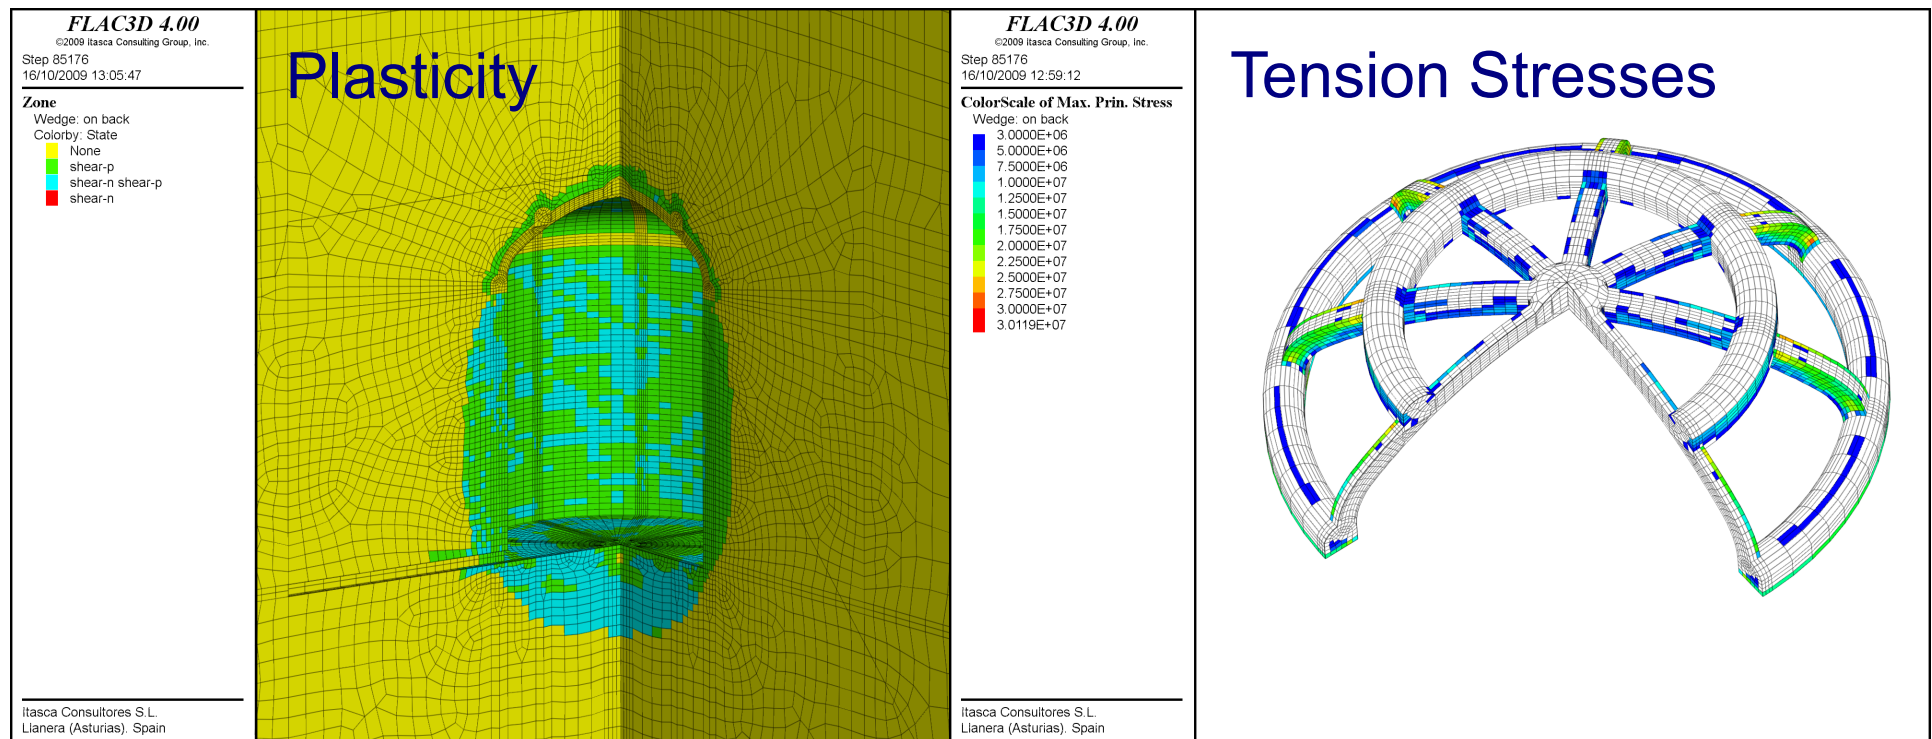 FLAC3D 4.00
©2009 Itasca Consulting Group, Inc.
Step 85176
16/10/2009 13:05:47
Zone
Wedge: on back
Colorby: State
None
shear-p
shear-n shear-p
shear-n
Itasca Consultores S.L.
Llanera (Asturias). Spain
Plasticity
FLAC3D 4.00
©2009 Itasca Consulting Group, Inc.
Step 85176
16/10/2009 12:59:12
ColorScale of Max. Prin. Stress
Wedge: on back
3.0000E+06
5.0000E+06
7.5000E+06
1.0000E+07
1.2500E+07
1.5000E+07
1.7500E+07
2.0000E+07
2.2500E+07
2.5000E+07
2.7500E+07
3.0000E+07
3.0119E+07
Itasca Consultores S.L.
Llanera (Asturias). Spain
Tension Stresses